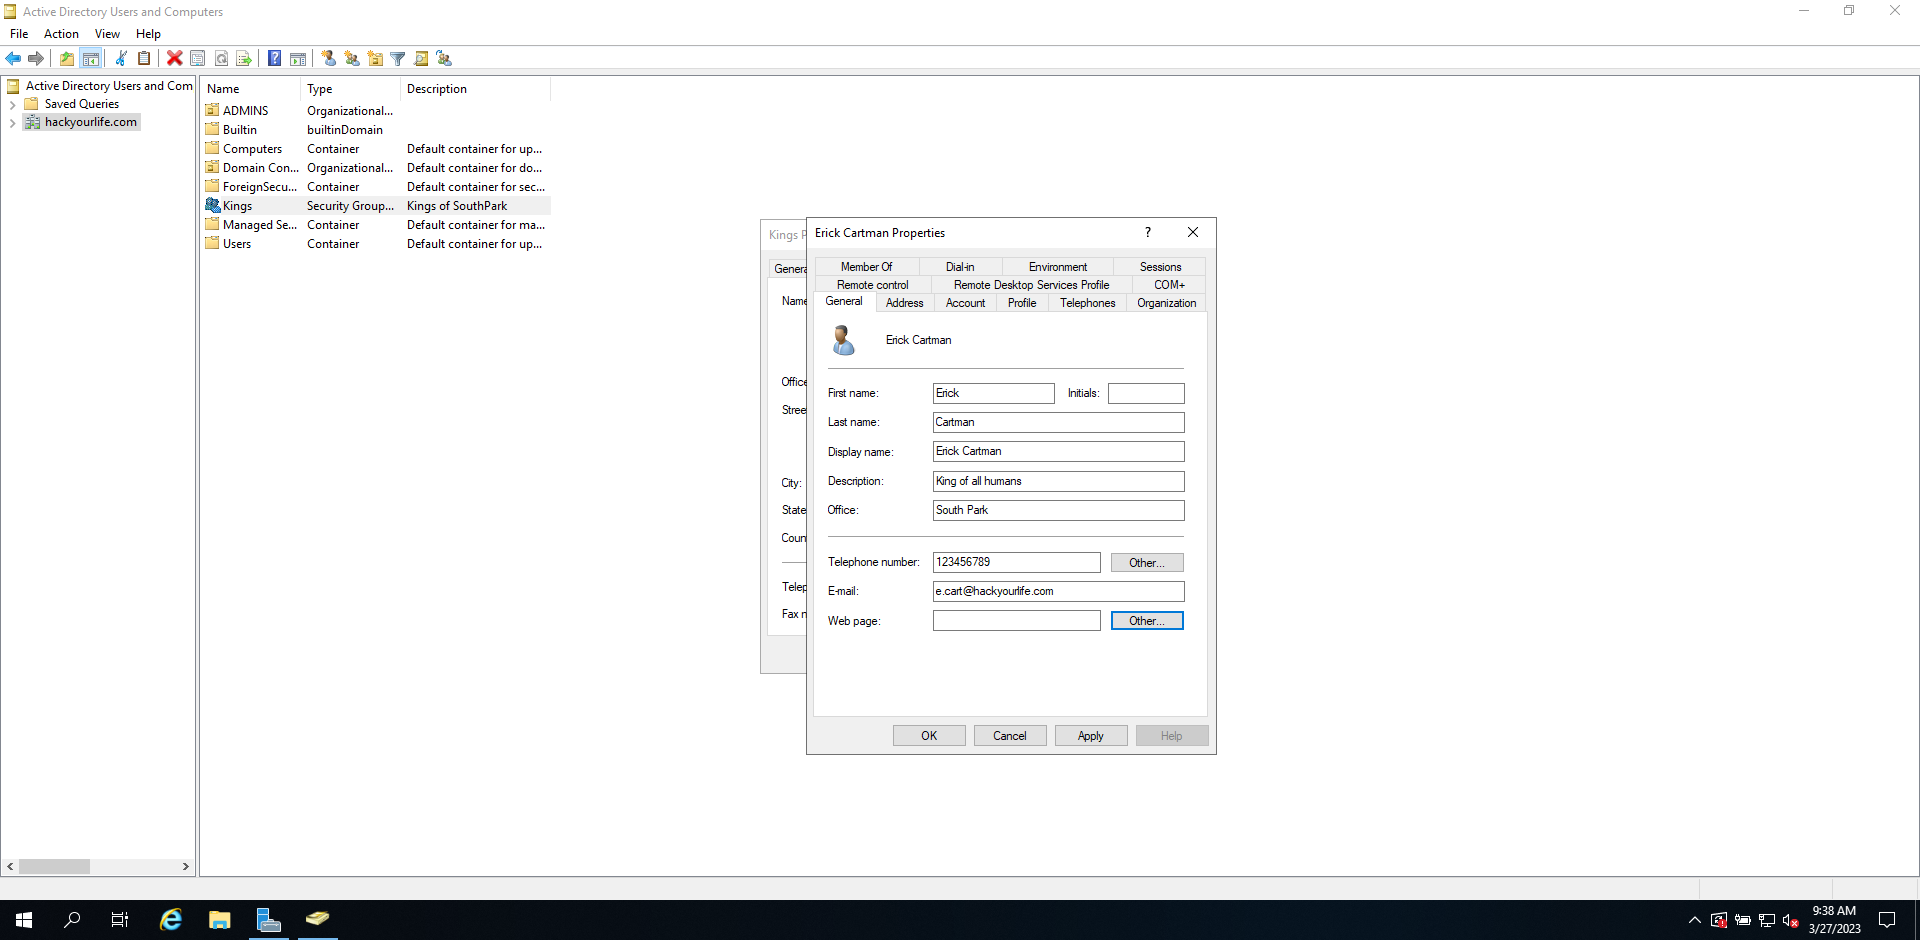 Active Directory Users and Computers
File Action View Help
Active Directory Users and Com
Saved Queries
hackyourlife.com
Name Type Description
ADMINS Organizational...
Builtin builtinDomain
Computers Container Default container for up...
Domain Con... Organizational... Default container for do...
ForeignSecu... Container Default container for sec...
Kings Security Group... Kings of SouthPark
Managed Se... Container Default container for ma...
Users Container Default container for up...
Kings P
Genera
Name
Office
Stree
City:
State
Coun
Telep
Fax n
Erick Cartman Properties
?
Member Of Dial-in Environment Sessions
Remote control Remote Desktop Services Profile COM+
General Address Account Profile Telephones Organization
Erick Cartman
First name: Erick Initials:
Last name: Cartman
Display name: Erick Cartman
Description: King of all humans
Office: South Park
Telephone number: 123456789 Other...
E-mail: e.cart@hackyourlife.com
Web page: Other...
OK Cancel Apply Help
9:38 AM
3/27/2023